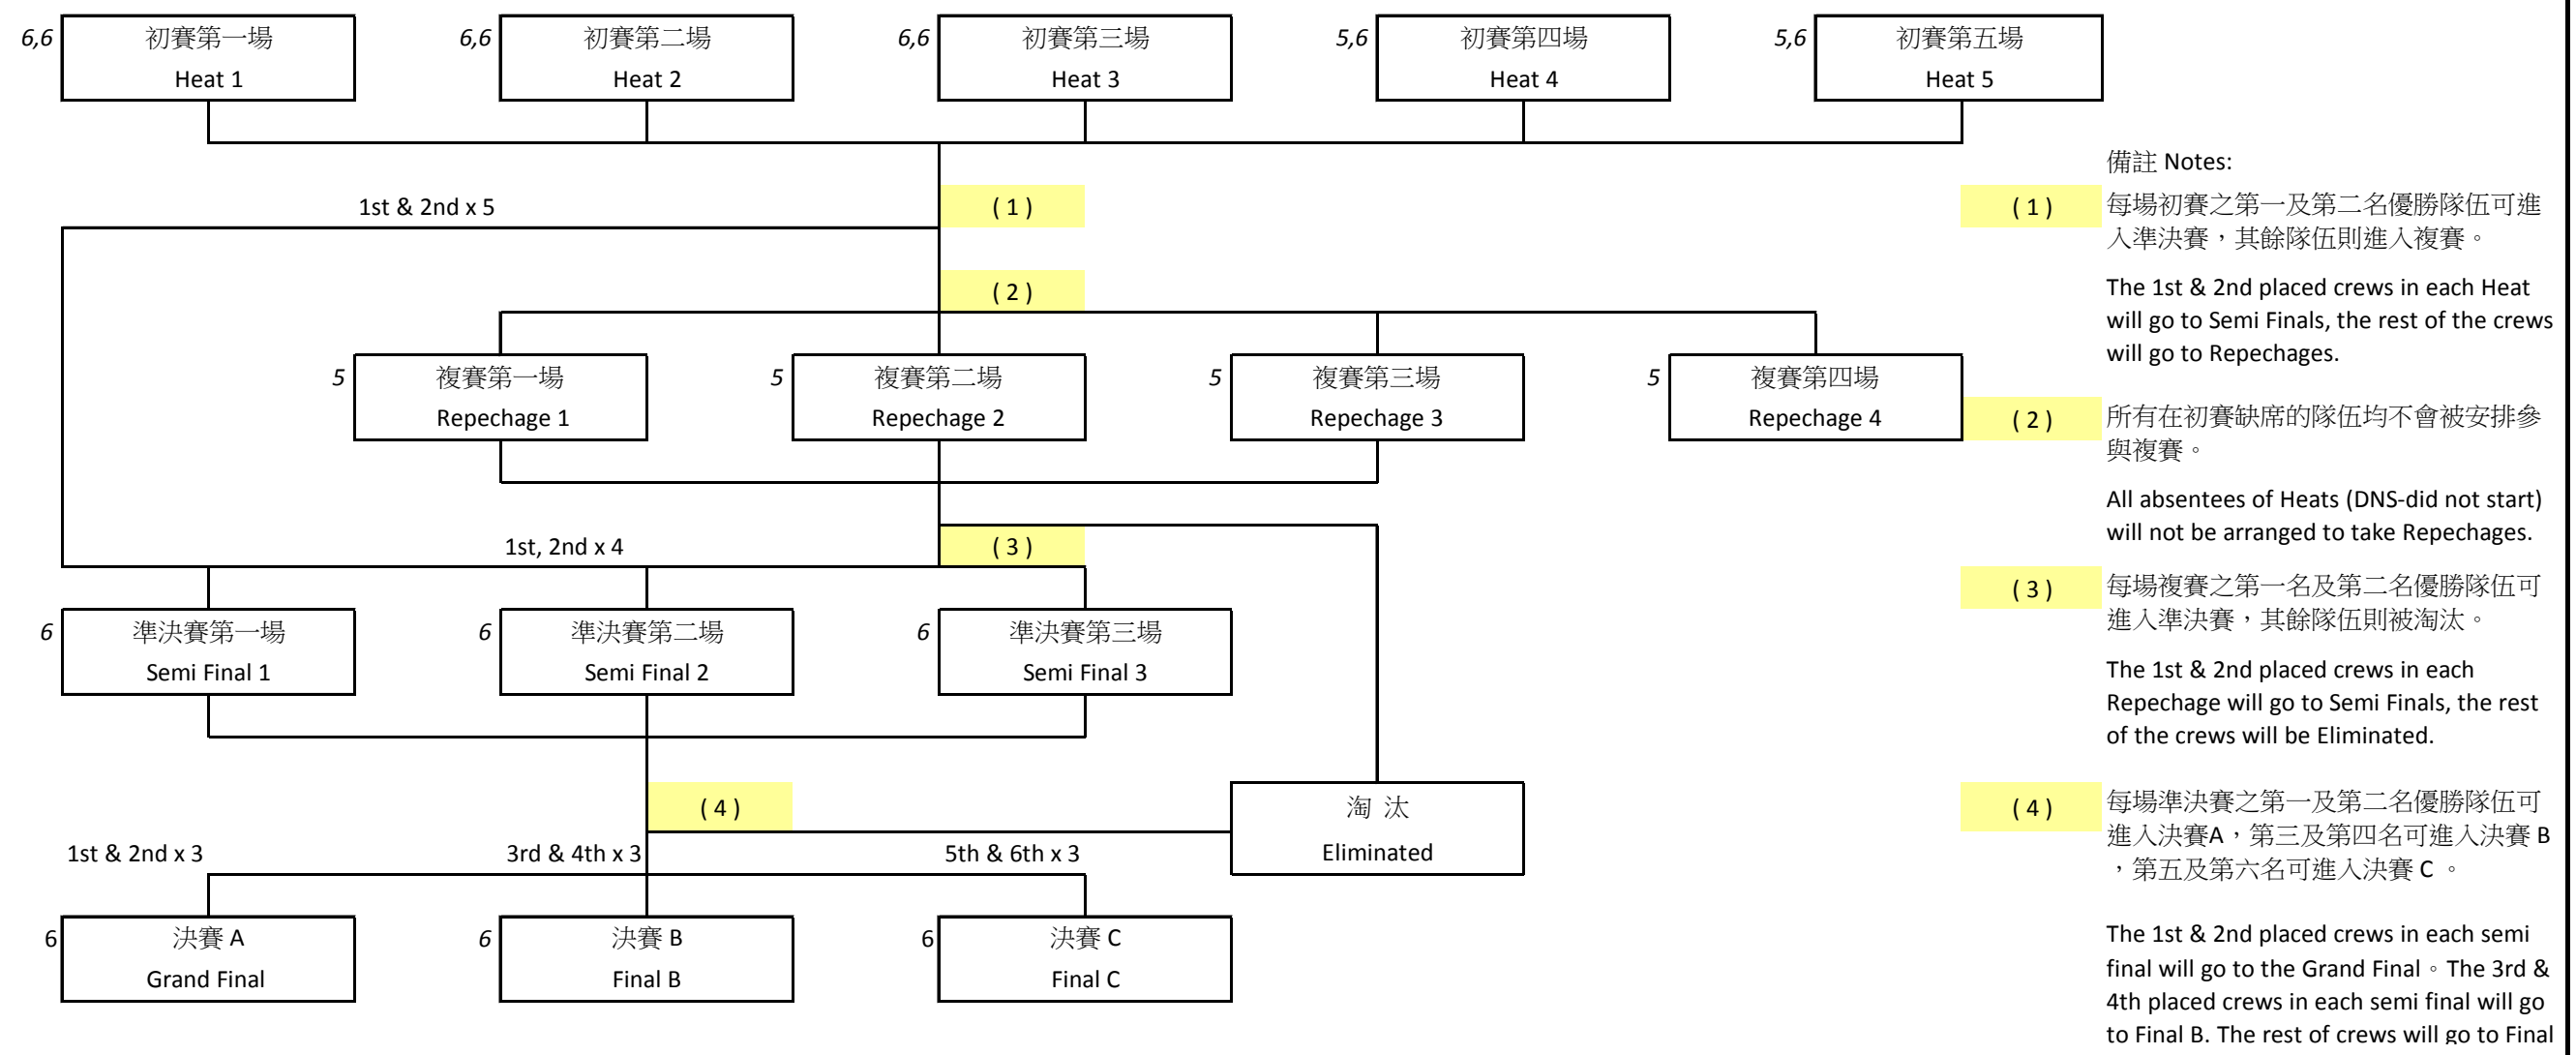 6,6
初賽第一場
Heat 1
6,6
初賽第二場
Heat 2
6,6
初賽第三場
Heat 3
5,6
初賽第四場
Heat 4
5,6
初賽第五場
Heat 5
1st & 2nd x 5
( 1 )
( 2 )
5
複賽第一場
Repechage 1
5
複賽第二場
Repechage 2
5
複賽第三場
Repechage 3
5
複賽第四場
Repechage 4
1st, 2nd x 4
( 3 )
6
準決賽第一場
Semi Final 1
6
準決賽第二場
Semi Final 2
6
準決賽第三場
Semi Final 3
( 4 )
淘 汰
Eliminated
1st & 2nd x 3
3rd & 4th x 3
5th & 6th x 3
6
決賽 A
Grand Final
6
決賽 B
Final B
6
決賽 C
Final C
備註 Notes:
( 1 )
每場初賽之第一及第二名優勝隊伍可進
入準決賽，其餘隊伍則進入複賽。
The 1st & 2nd placed crews in each Heat
will go to Semi Finals, the rest of the crews
will go to Repechages.
( 2 )
所有在初賽缺席的隊伍均不會被安排參
與複賽。
All absentees of Heats (DNS-did not start)
will not be arranged to take Repechages.
( 3 )
每場複賽之第一名及第二名優勝隊伍可
進入準決賽，其餘隊伍則被淘汰。
The 1st & 2nd placed crews in each
Repechage will go to Semi Finals, the rest
of the crews will be Eliminated.
( 4 )
每場準決賽之第一及第二名優勝隊伍可
進入決賽A，第三及第四名可進入決賽 B
，第五及第六名可進入決賽 C 。
The 1st & 2nd placed crews in each semi
final will go to the Grand Final。The 3rd &
4th placed crews in each semi final will go
to Final B. The rest of crews will go to Final